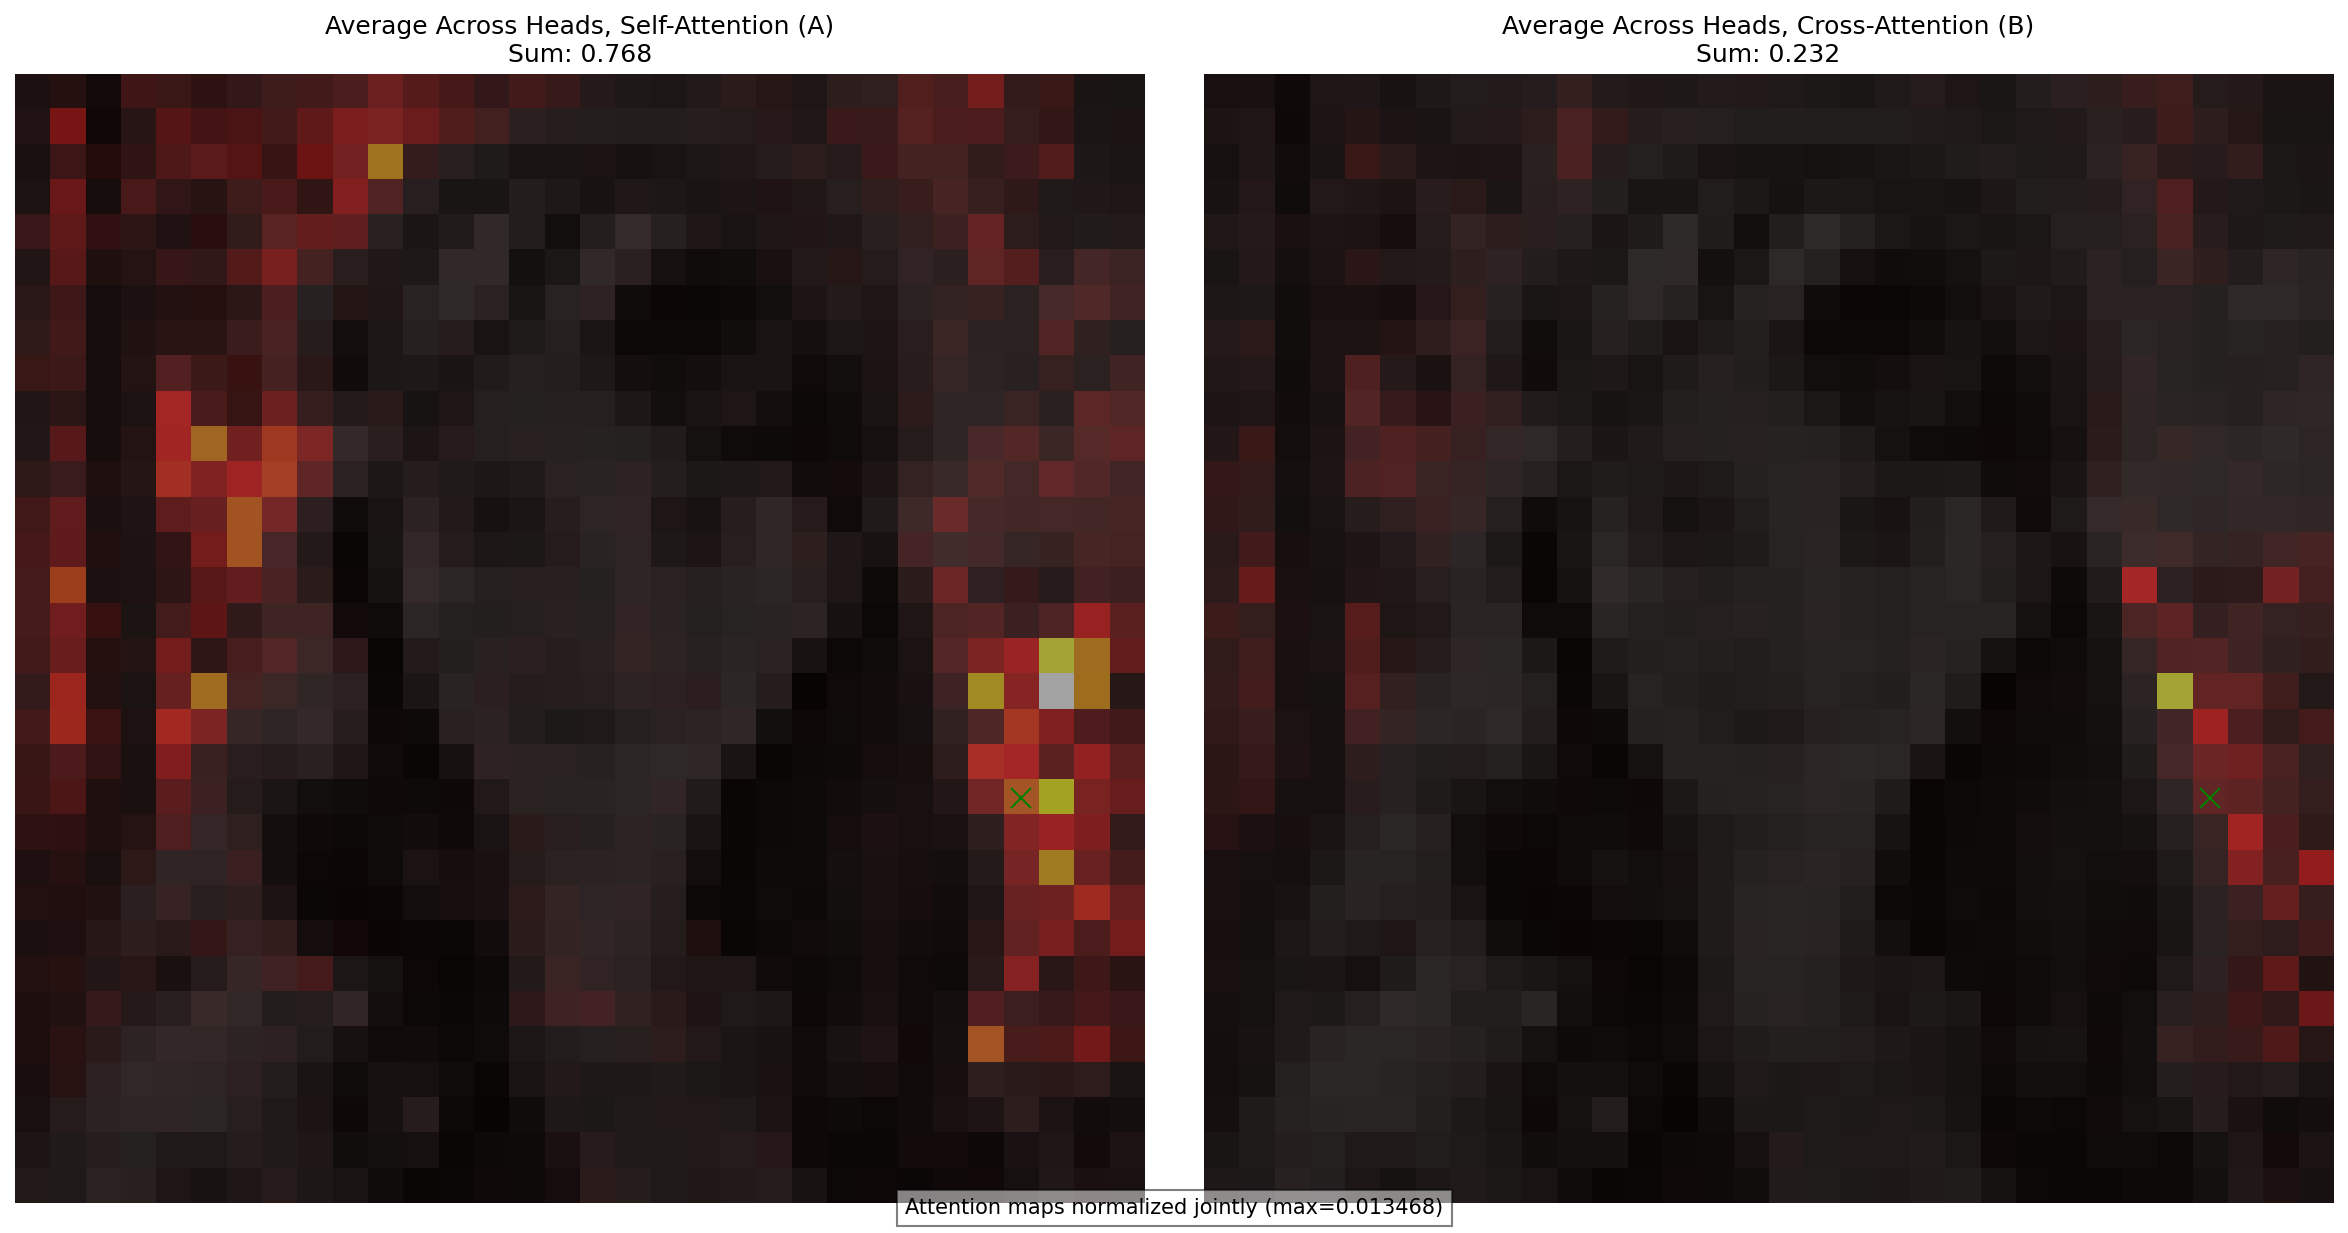 Average Across Heads, Self-Attention (A)
Sum: 0.768
Average Across Heads, Cross-Attention (B)
Sum: 0.232
Attention maps normalized jointly (max=0.013468)